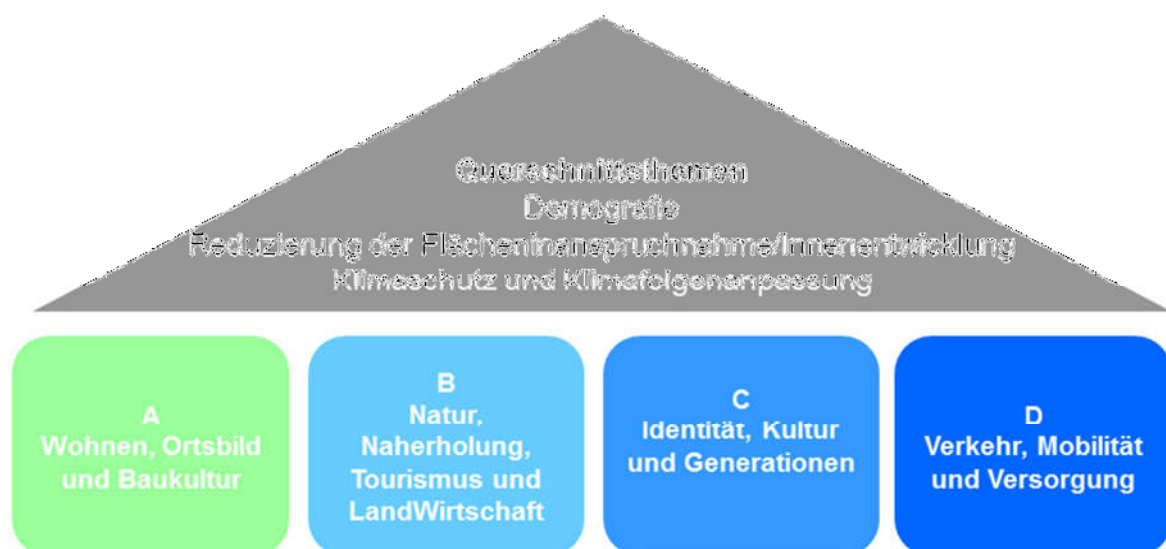 Querschnittsthemen
Demografie
Reduzierung der Flächeninanspruchnahme/Innenentwicklung
Klimaschutz und Klimafolgenanpassung
A
Wohnen, Ortsbild
und Baukultur
B
Natur,
Naherholung,
Tourismus und
LandWirtschaft
C
Identität, Kultur
und Generationen
D
Verkehr, Mobilität
und Versorgung